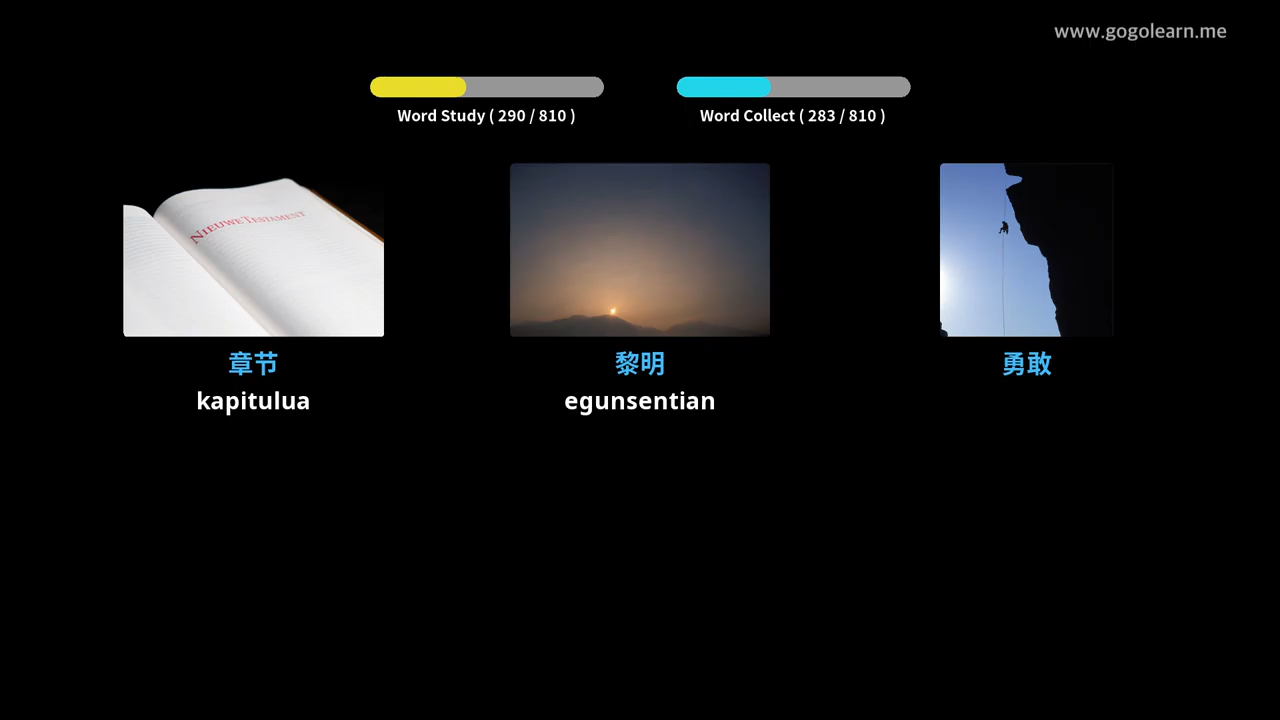 www.gogolearn.me
Word Study ( 290 / 810 )
Word Collect ( 283 / 810 )
NIEUWE TESTAMENT
章节
黎明
勇敢
kapitulua
egunsentian